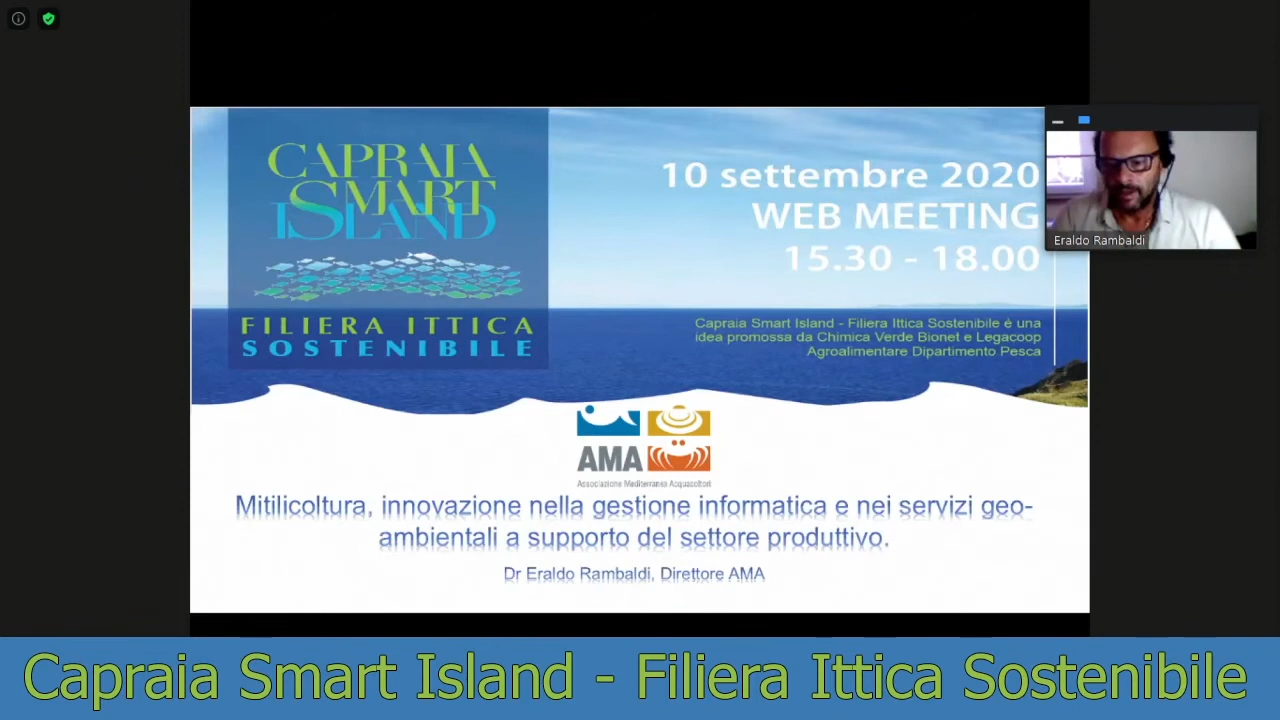 CAPRAIA
SMART
ISLAND
FILIERA ITTICA
SOSTENIBILE
10 settembre 2020
WEB MEETING
15.30 - 18.00
Eraldo Rambaldi
Capraia Smart Island - Filiera Ittica Sostenibile è una
idea promossa da Chimica Verde Bionet e Legacoop
Agroalimentare Dipartimento Pesca
AMA
Associazione Mediterranea Acquacoltori
Mitilicoltura, innovazione nella gestione informatica e nei servizi geo-
ambientali a supporto del settore produttivo.
Dr Eraldo Rambaldi, Direttore AMA
Capraia Smart Island - Filiera Ittica Sostenibile